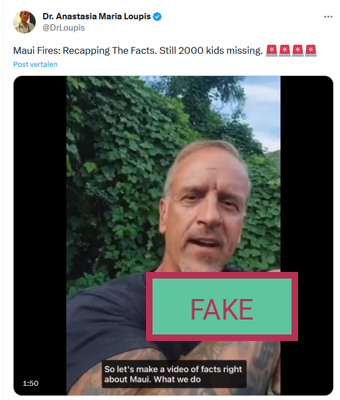 Dr. Anastasia Maria Loupis
@DrLoupis
Maui Fires: Recapping The Facts. Still 2000 kids missing. 🚨🚨🚨🚨
Post vertalen
FAKE
So let's make a video of facts right
about Maui. What we do
1:50